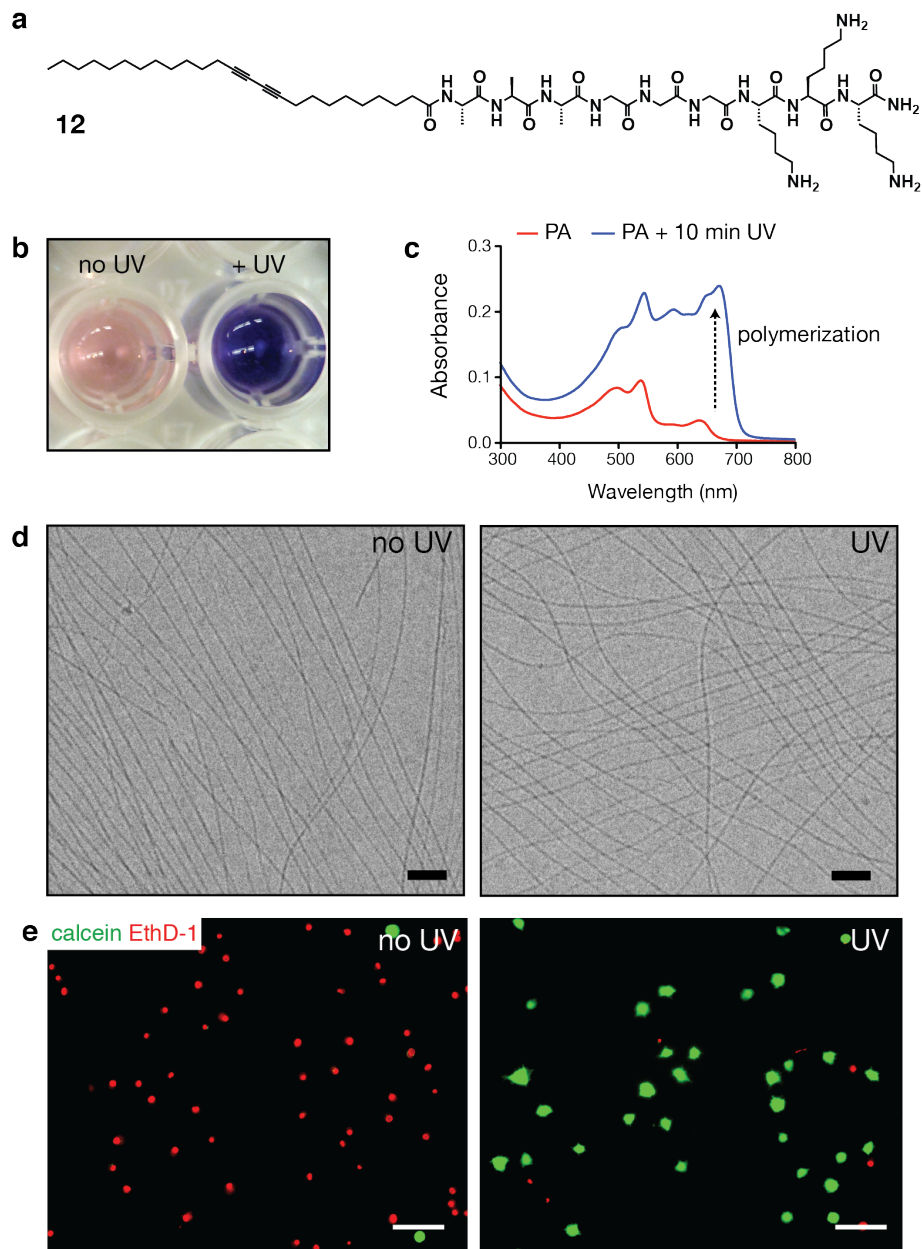 a
NH₂
H O H O H O H O NH₂
N N N N N
O N O N O N O N O
H H H H
12
NH₂ NH₂
b
no UV + UV
c
PA PA + 10 min UV
0.3
0.2
0.1
0.0
Absorbance
polymerization
300 400 500 600 700 800
Wavelength (nm)
d
no UV
UV
e
calcein EthD-1
no UV
UV